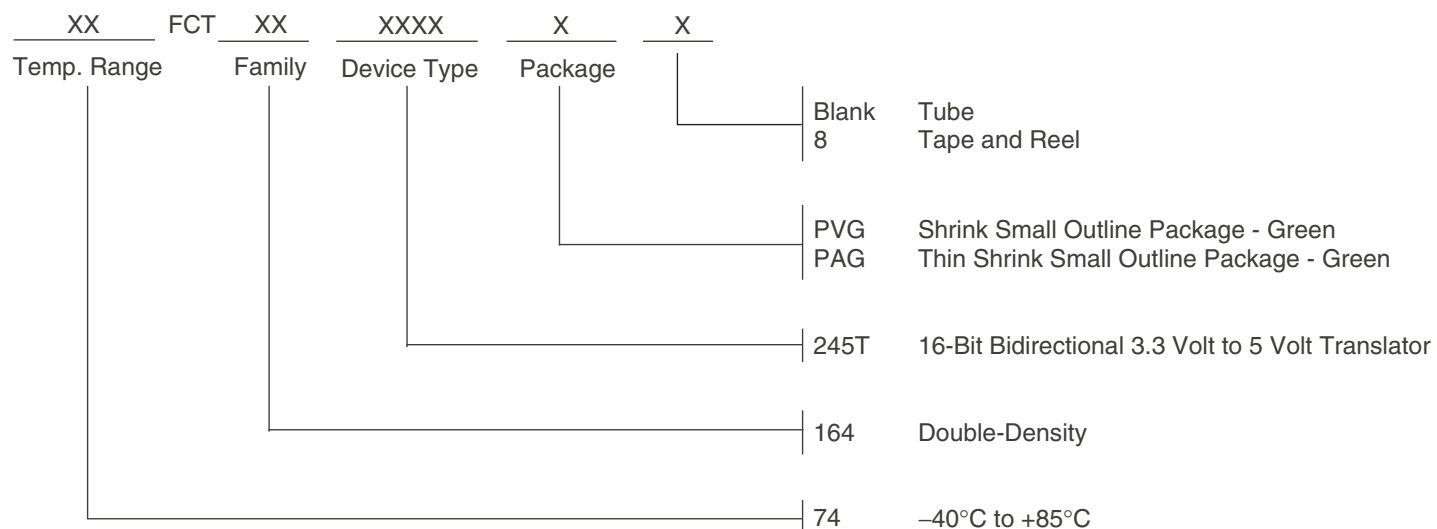 XX FCT XX XXXX X X
Temp. Range Family Device Type Package
Blank Tube
8 Tape and Reel
PVG Shrink Small Outline Package - Green
PAG Thin Shrink Small Outline Package - Green
245T 16-Bit Bidirectional 3.3 Volt to 5 Volt Translator
164 Double-Density
74 –40°C to +85°C